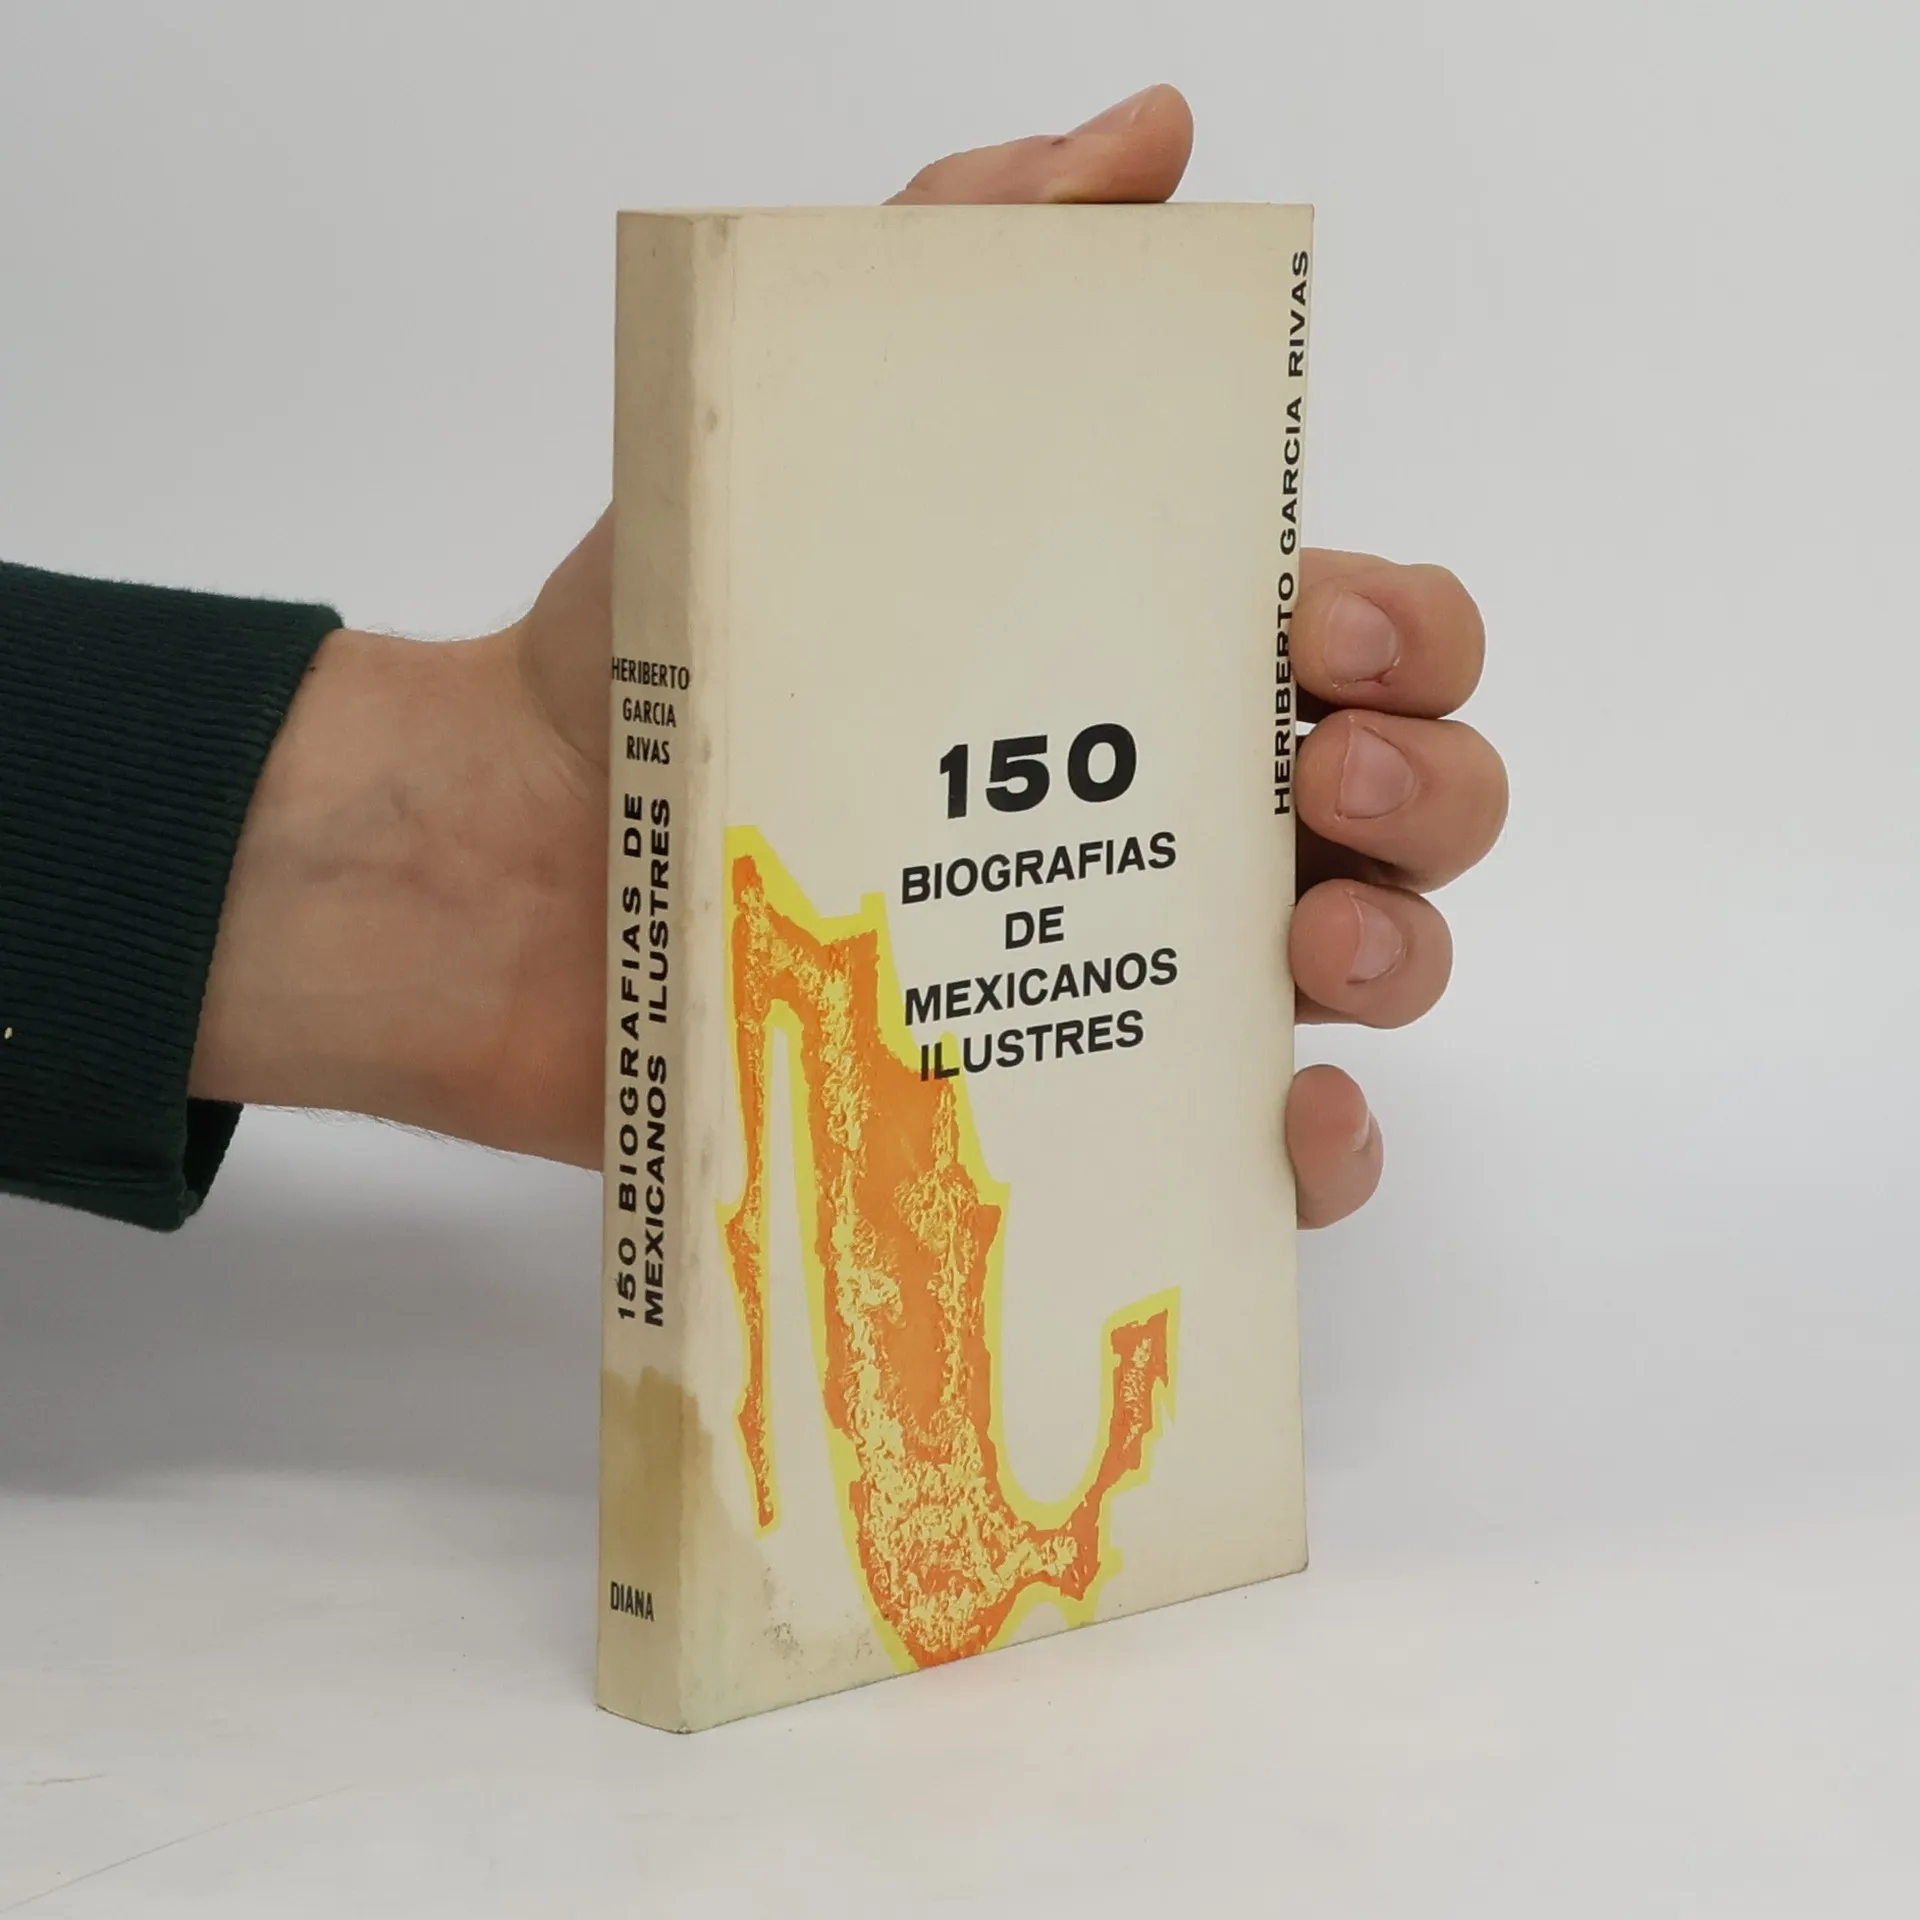 HERIBERTO
GARCIA
RIVAS
150 BIOGRAFIAS DE
MEXICANOS ILUSTRES
DIANA
150
BIOGRAFIAS
DE
MEXICANOS
ILUSTRES
HERIBERTO GARCIA RIVAS